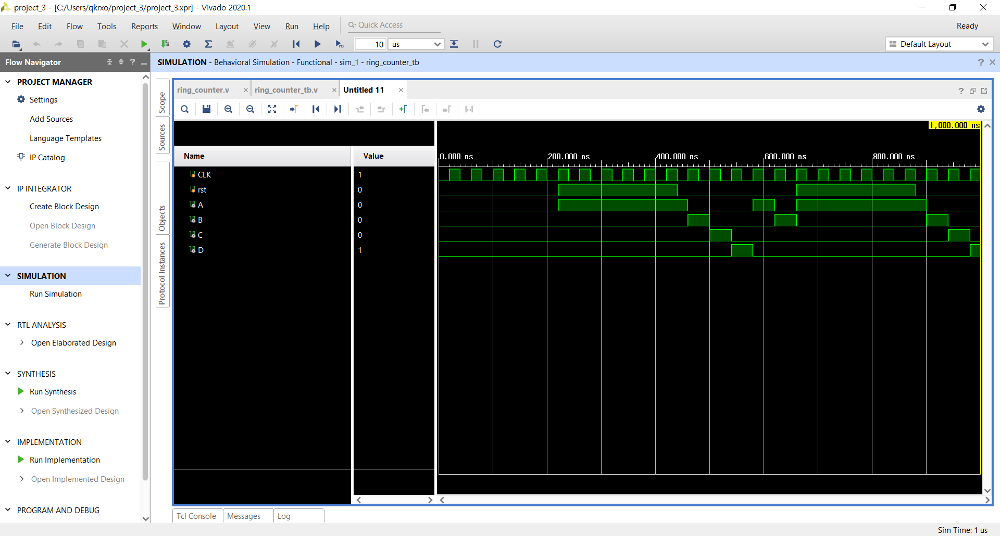 project_3 - [C:/Users/qkrxo/project_3/project_3.xpr] - Vivado 2020.1
File Edit Flow Tools Reports Window Layout View Run Help Quick Access Ready
10 us Default Layout
Flow Navigator
SIMULATION - Behavioral Simulation - Functional - sim_1 - ring_counter_tb
PROJECT MANAGER
Settings
Add Sources
Language Templates
IP Catalog
IP INTEGRATOR
Create Block Design
Open Block Design
Generate Block Design
SIMULATION
Run Simulation
RTL ANALYSIS
Open Elaborated Design
SYNTHESIS
Run Synthesis
Open Synthesized Design
IMPLEMENTATION
Run Implementation
Open Implemented Design
PROGRAM AND DEBUG
Scope
Sources
Objects
Protocol Instances
ring_counter.v ring_counter_tb.v Untitled 11
1,000.000 ns
Name Value
0.000 ns 200.000 ns 400.000 ns 600.000 ns 800.000 ns
CLK 1
rst 0
A 0
B 0
C 0
D 1
Tcl Console Messages Log
Sim Time: 1 us